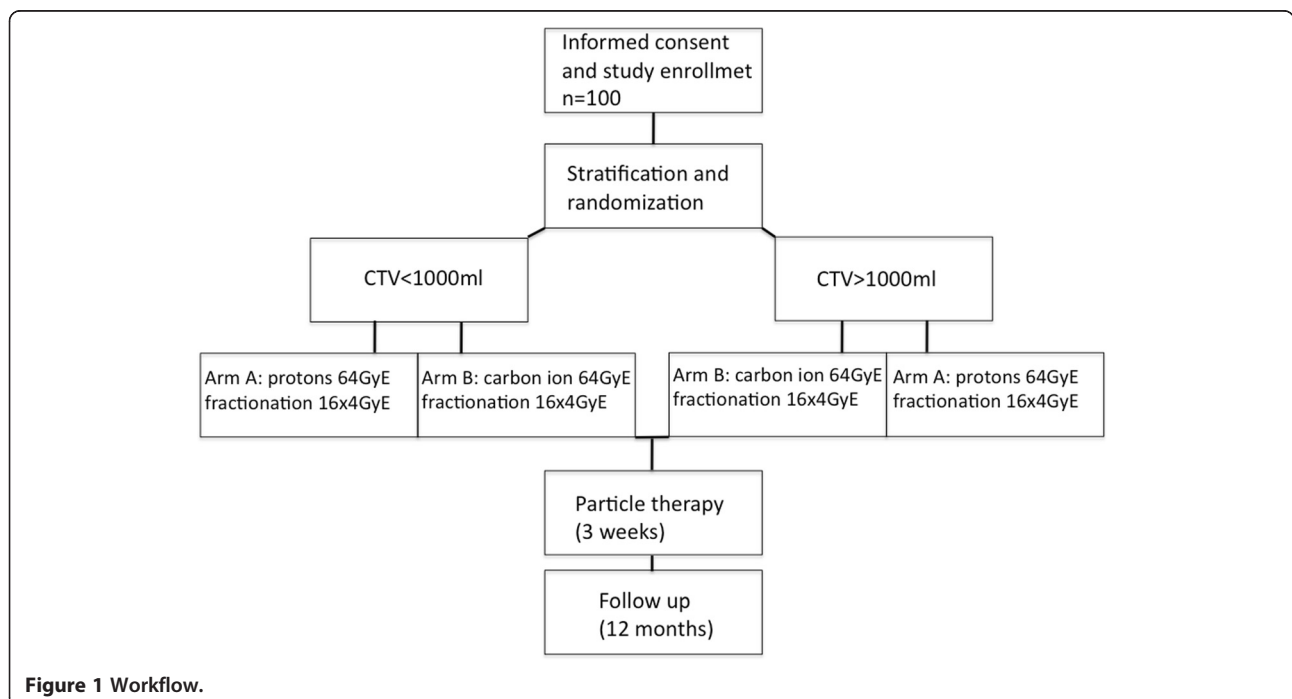 Informed consent
and study enrollmet
n=100
Stratification and
randomization
CTV<1000ml
CTV>1000ml
Arm A: protons 64GyE
fractionation 16x4GyE
Arm B: carbon ion 64GyE
fractionation 16x4GyE
Arm B: carbon ion 64GyE
fractionation 16x4GyE
Arm A: protons 64GyE
fractionation 16x4GyE
Particle therapy
(3 weeks)
Follow up
(12 months)
Figure 1 Workflow.